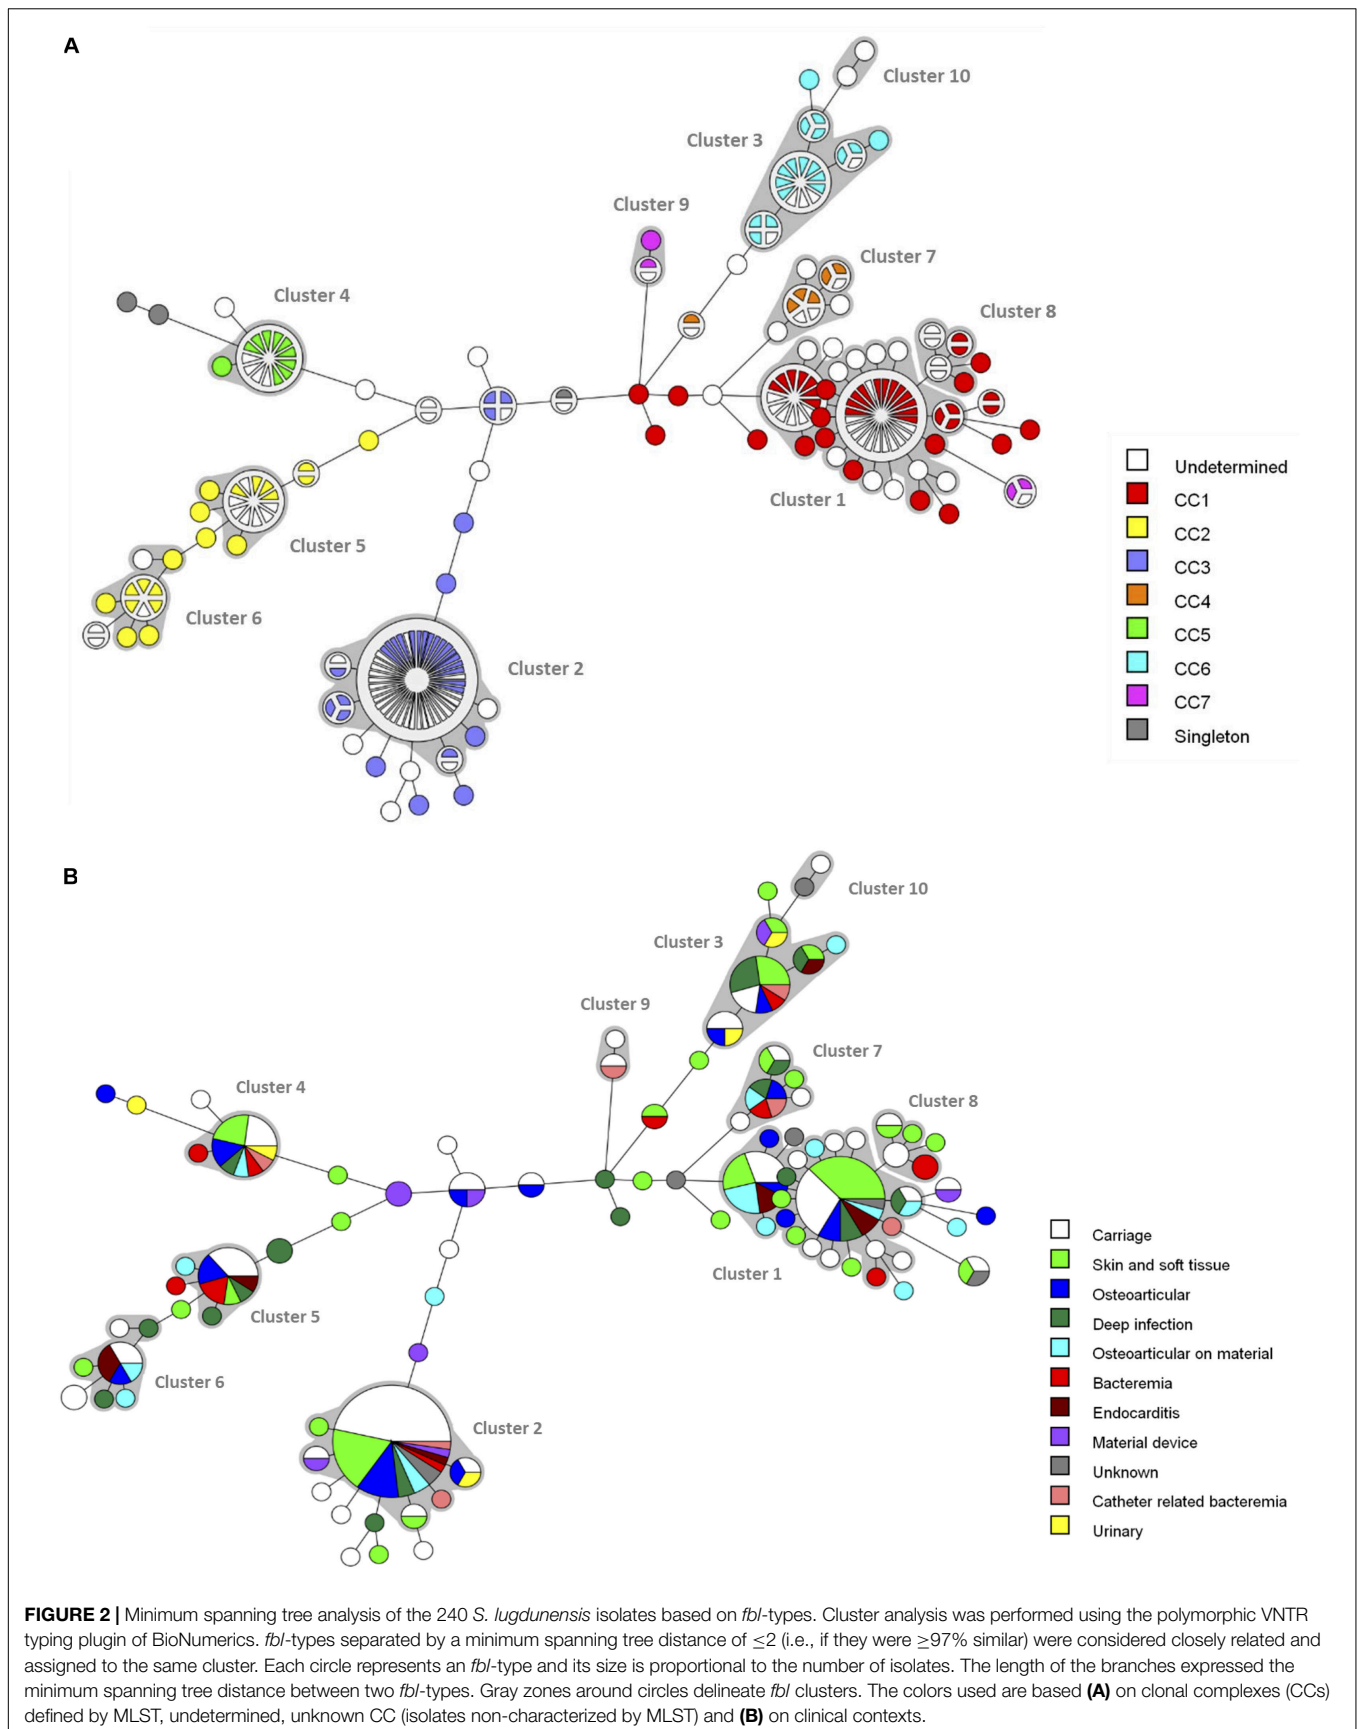 A
Cluster 10
Cluster 3
Cluster 9
Cluster 7
Cluster 4
Cluster 8
Cluster 1
Cluster 5
Cluster 6
Cluster 2
Undetermined
CC1
CC2
CC3
CC4
CC5
CC6
CC7
Singleton
B
Cluster 10
Cluster 3
Cluster 9
Cluster 7
Cluster 4
Cluster 8
Cluster 1
Cluster 5
Cluster 6
Cluster 2
Carriage
Skin and soft tissue
Osteoarticular
Deep infection
Osteoarticular on material
Bacteremia
Endocarditis
Material device
Unknown
Catheter related bacteremia
Urinary
FIGURE 2 | Minimum spanning tree analysis of the 240 S. lugdunensis isolates based on fbl-types. Cluster analysis was performed using the polymorphic VNTR
typing plugin of BioNumerics. fbl-types separated by a minimum spanning tree distance of ≤2 (i.e., if they were ≥97% similar) were considered closely related and
assigned to the same cluster. Each circle represents an fbl-type and its size is proportional to the number of isolates. The length of the branches expressed the
minimum spanning tree distance between two fbl-types. Gray zones around circles delineate fbl clusters. The colors used are based (A) on clonal complexes (CCs)
defined by MLST, undetermined, unknown CC (isolates non-characterized by MLST) and (B) on clinical contexts.